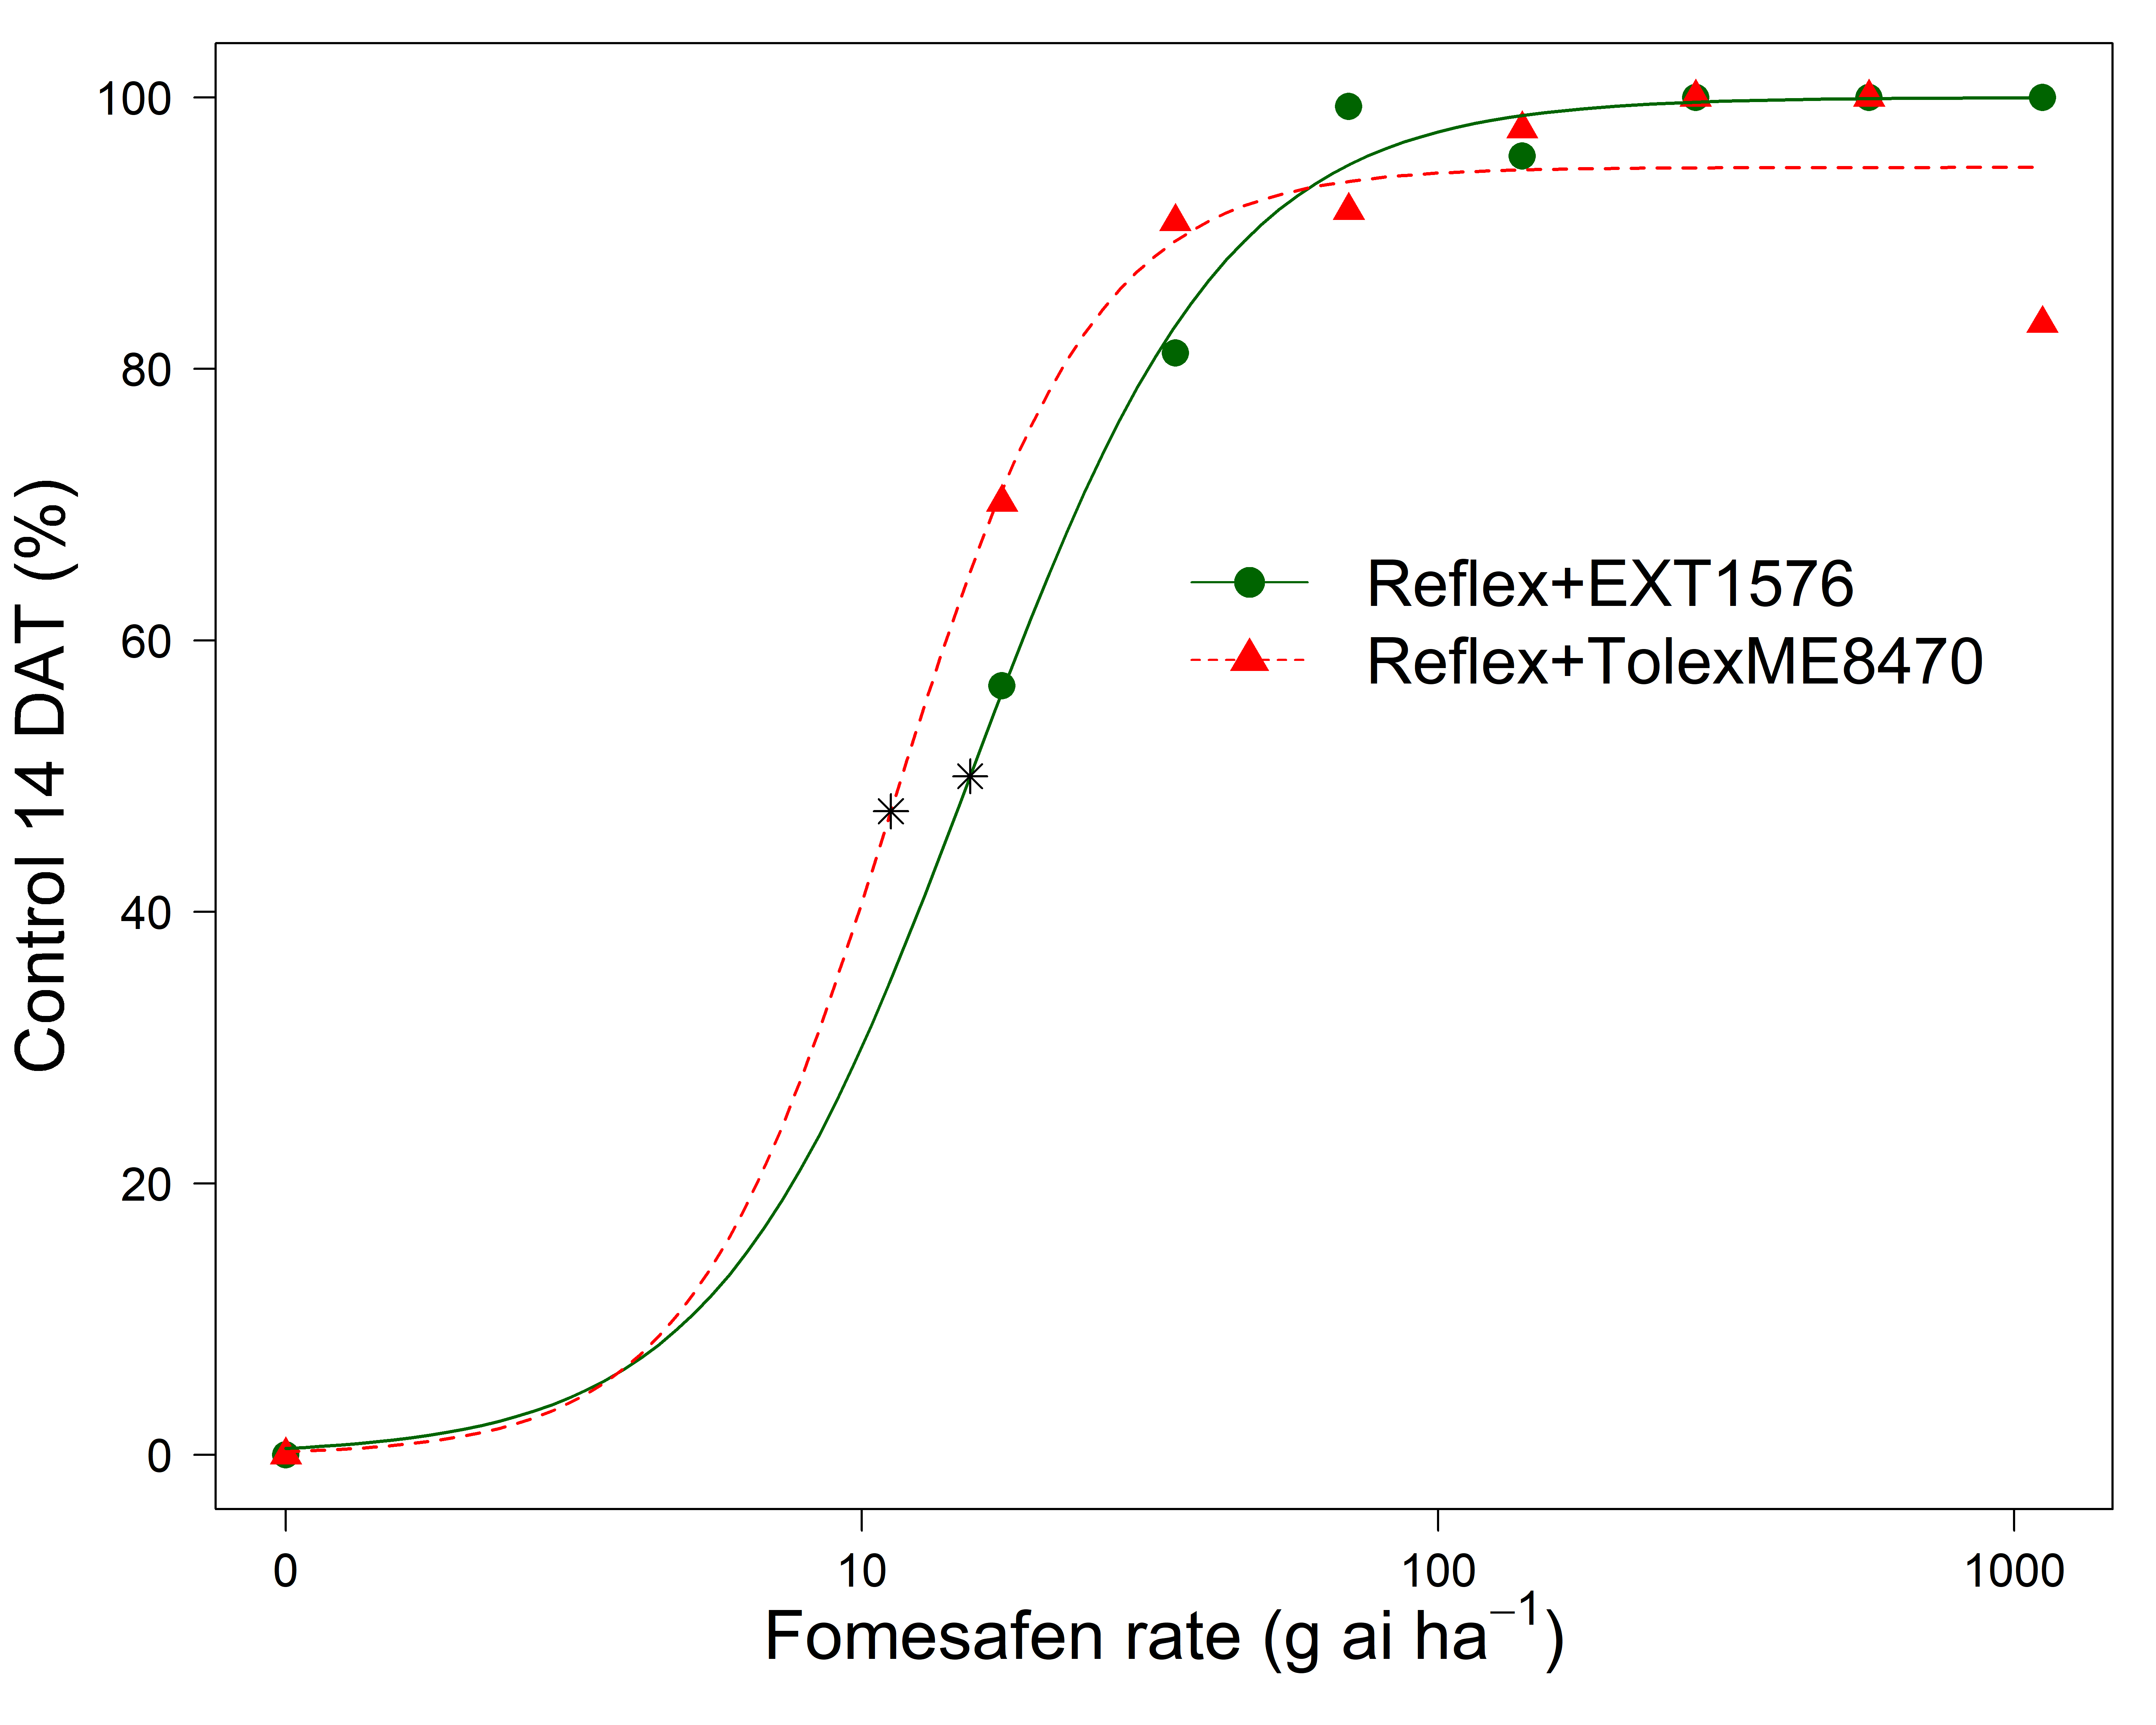 Control 14 DAT (%)
100
80
60
40
20
0
Reflex+EXT1576
Reflex+TolexME8470
0 10 100 1000
Fomesafen rate (g ai ha⁻¹)